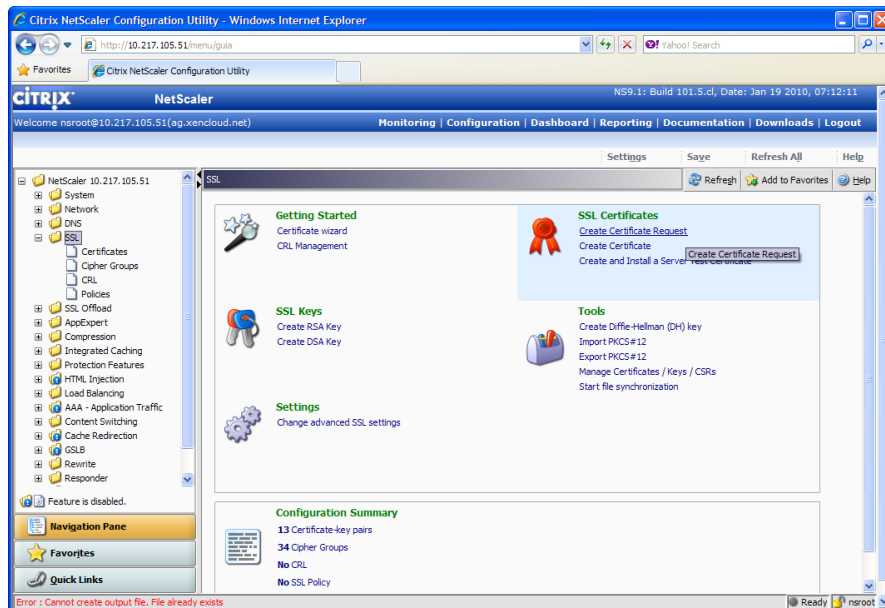 Citrix NetScaler Configuration Utility - Windows Internet Explorer
http://10.217.105.51/menu/guia
Yahoo! Search
Favorites
Citrix NetScaler Configuration Utility
CITRIX NetScaler
NS9.1: Build 101.5.cl, Date: Jan 19 2010, 07:12:11
Welcome nsroot@10.217.105.51(ag.xencloud.net)
Monitoring | Configuration | Dashboard | Reporting | Documentation | Downloads | Logout
Settings Save Refresh All Help
NetScaler 10.217.105.51
System
Network
DNS
SSL
Certificates
Cipher Groups
CRL
Policies
SSL Offload
AppExpert
Compression
Integrated Caching
Protection Features
HTML Injection
Load Balancing
AAA - Application Traffic
Content Switching
Cache Redirection
GSLB
Rewrite
Responder
Feature is disabled.
Navigation Pane
Favorites
Quick Links
SSL
Refresh Add to Favorites Help
Getting Started
Certificate wizard
CRL Management
SSL Certificates
Create Certificate Request
Create Certificate
Create and Install a Server Test Certificate
Create Certificate Request
SSL Keys
Create RSA Key
Create DSA Key
Tools
Create Diffie-Hellman (DH) key
Import PKCS#12
Export PKCS#12
Manage Certificates / Keys / CSRs
Start file synchronization
Settings
Change advanced SSL settings
Configuration Summary
13 Certificate-key pairs
34 Cipher Groups
No CRL
No SSL Policy
Error : Cannot create output file. File already exists
Ready nsroot